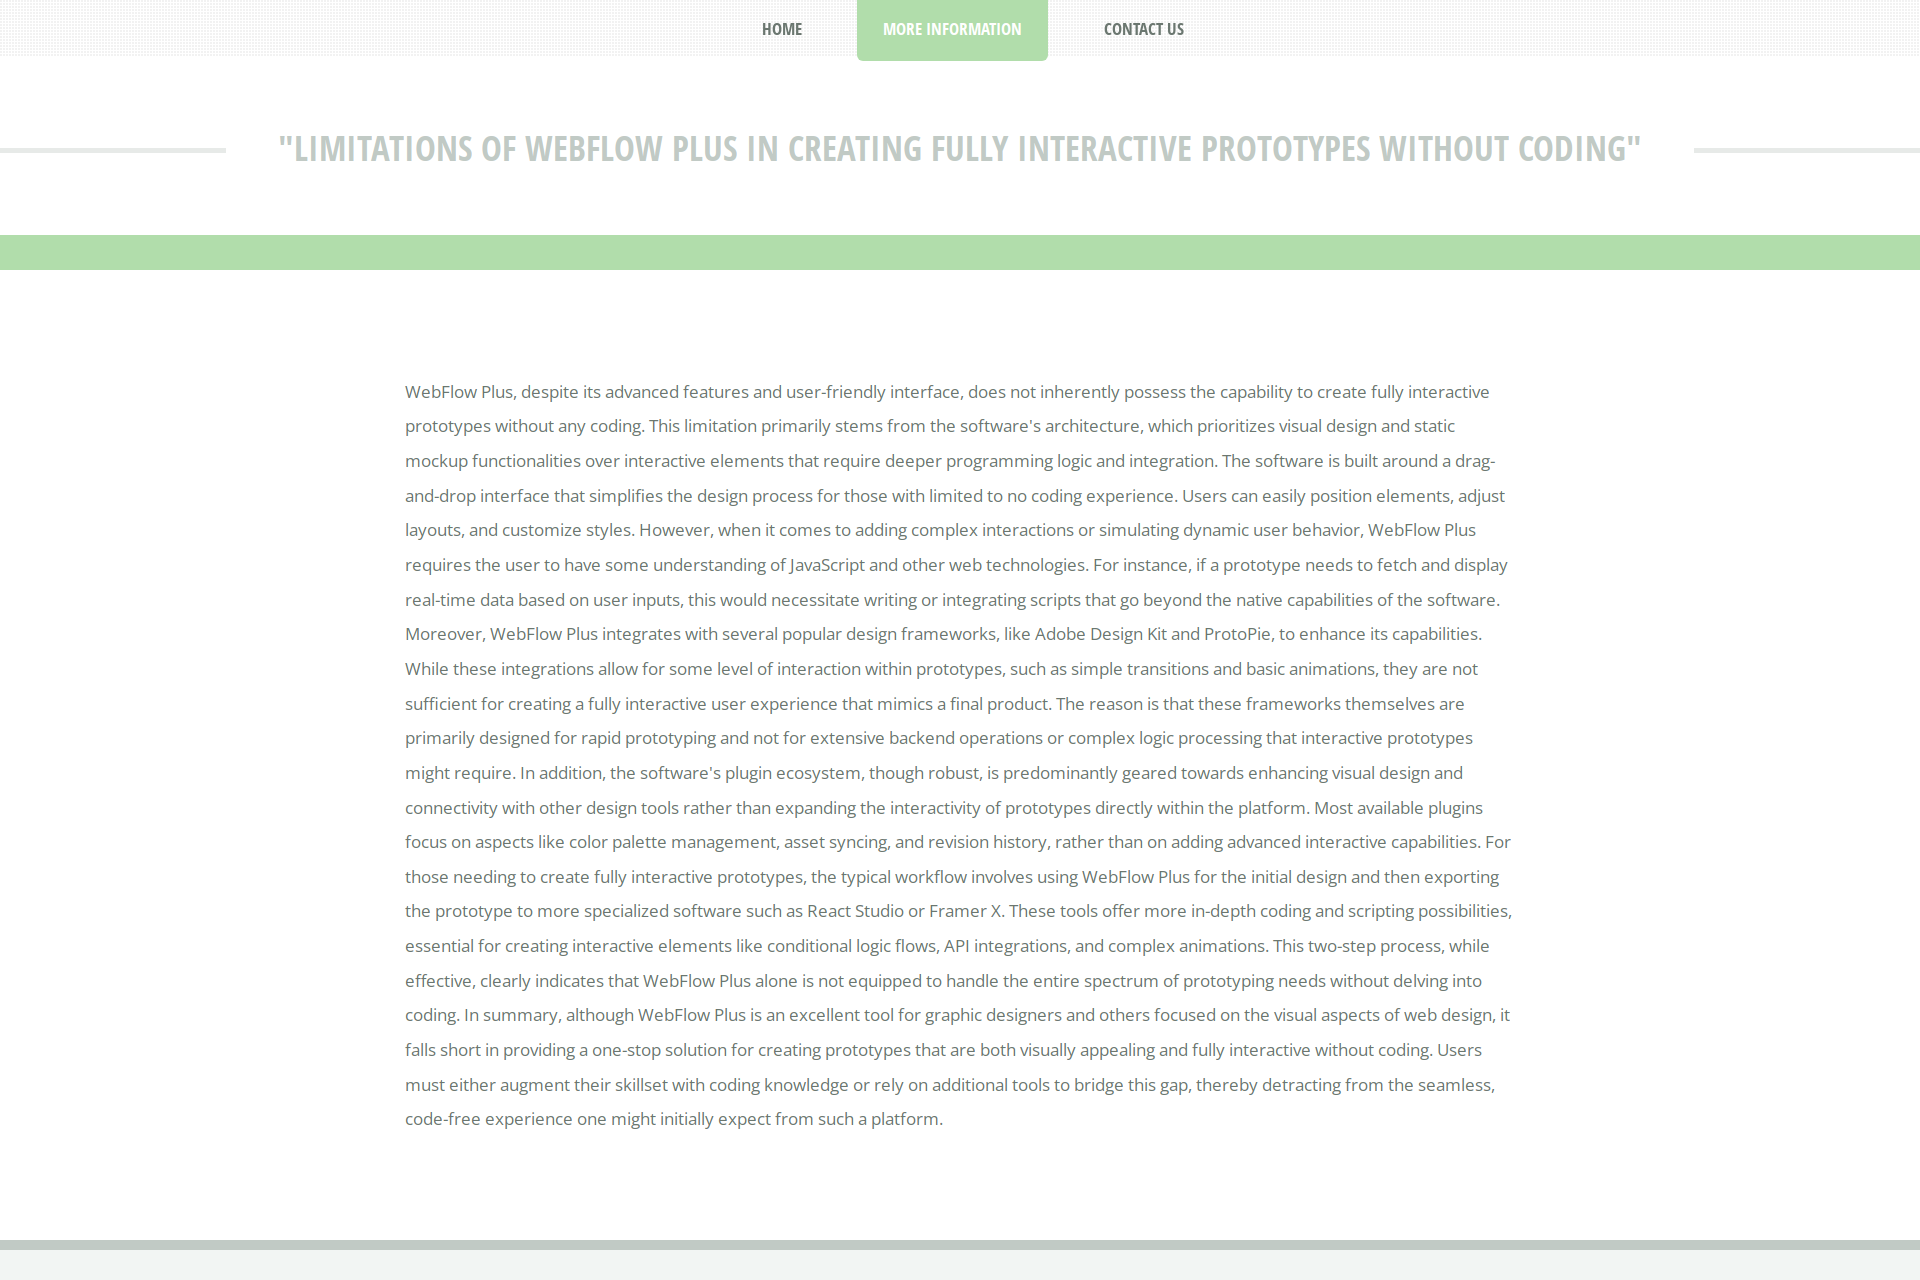 HOME
MORE INFORMATION
CONTACT US
"LIMITATIONS OF WEBFLOW PLUS IN CREATING FULLY INTERACTIVE PROTOTYPES WITHOUT CODING"
WebFlow Plus, despite its advanced features and user-friendly interface, does not inherently possess the capability to create fully interactive
prototypes without any coding. This limitation primarily stems from the software's architecture, which prioritizes visual design and static
mockup functionalities over interactive elements that require deeper programming logic and integration. The software is built around a drag-
and-drop interface that simplifies the design process for those with limited to no coding experience. Users can easily position elements, adjust
layouts, and customize styles. However, when it comes to adding complex interactions or simulating dynamic user behavior, WebFlow Plus
requires the user to have some understanding of JavaScript and other web technologies. For instance, if a prototype needs to fetch and display
real-time data based on user inputs, this would necessitate writing or integrating scripts that go beyond the native capabilities of the software.
Moreover, WebFlow Plus integrates with several popular design frameworks, like Adobe Design Kit and ProtoPie, to enhance its capabilities.
While these integrations allow for some level of interaction within prototypes, such as simple transitions and basic animations, they are not
sufficient for creating a fully interactive user experience that mimics a final product. The reason is that these frameworks themselves are
primarily designed for rapid prototyping and not for extensive backend operations or complex logic processing that interactive prototypes
might require. In addition, the software's plugin ecosystem, though robust, is predominantly geared towards enhancing visual design and
connectivity with other design tools rather than expanding the interactivity of prototypes directly within the platform. Most available plugins
focus on aspects like color palette management, asset syncing, and revision history, rather than on adding advanced interactive capabilities. For
those needing to create fully interactive prototypes, the typical workflow involves using WebFlow Plus for the initial design and then exporting
the prototype to more specialized software such as React Studio or Framer X. These tools offer more in-depth coding and scripting possibilities,
essential for creating interactive elements like conditional logic flows, API integrations, and complex animations. This two-step process, while
effective, clearly indicates that WebFlow Plus alone is not equipped to handle the entire spectrum of prototyping needs without delving into
coding. In summary, although WebFlow Plus is an excellent tool for graphic designers and others focused on the visual aspects of web design, it
falls short in providing a one-stop solution for creating prototypes that are both visually appealing and fully interactive without coding. Users
must either augment their skillset with coding knowledge or rely on additional tools to bridge this gap, thereby detracting from the seamless,
code-free experience one might initially expect from such a platform.